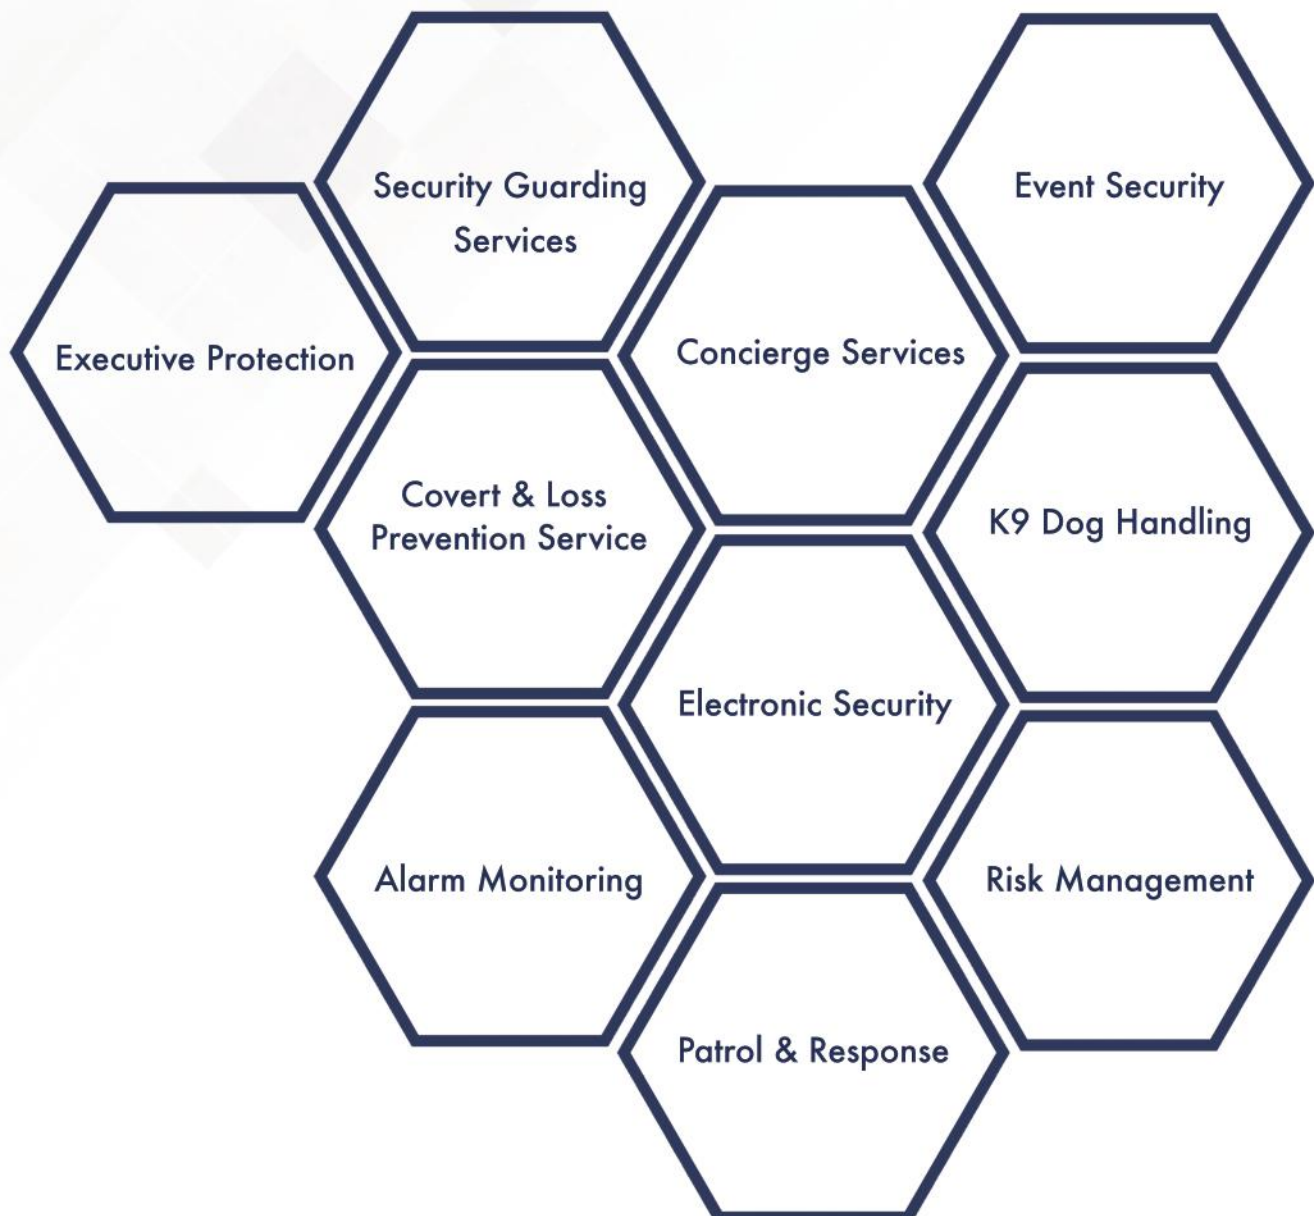 Security Guarding
Services
Event Security
Executive Protection
Concierge Services
Covert & Loss
Prevention Service
K9 Dog Handling
Electronic Security
Alarm Monitoring
Risk Management
Patrol & Response